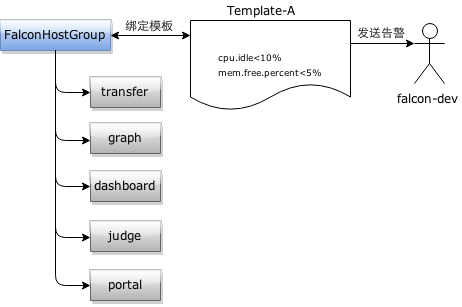 Template-A
FalconHostGroup
绑定模板
发送告警
cpu.idle<10%
mem.free.percent<5%
falcon-dev
transfer
graph
dashboard
judge
portal